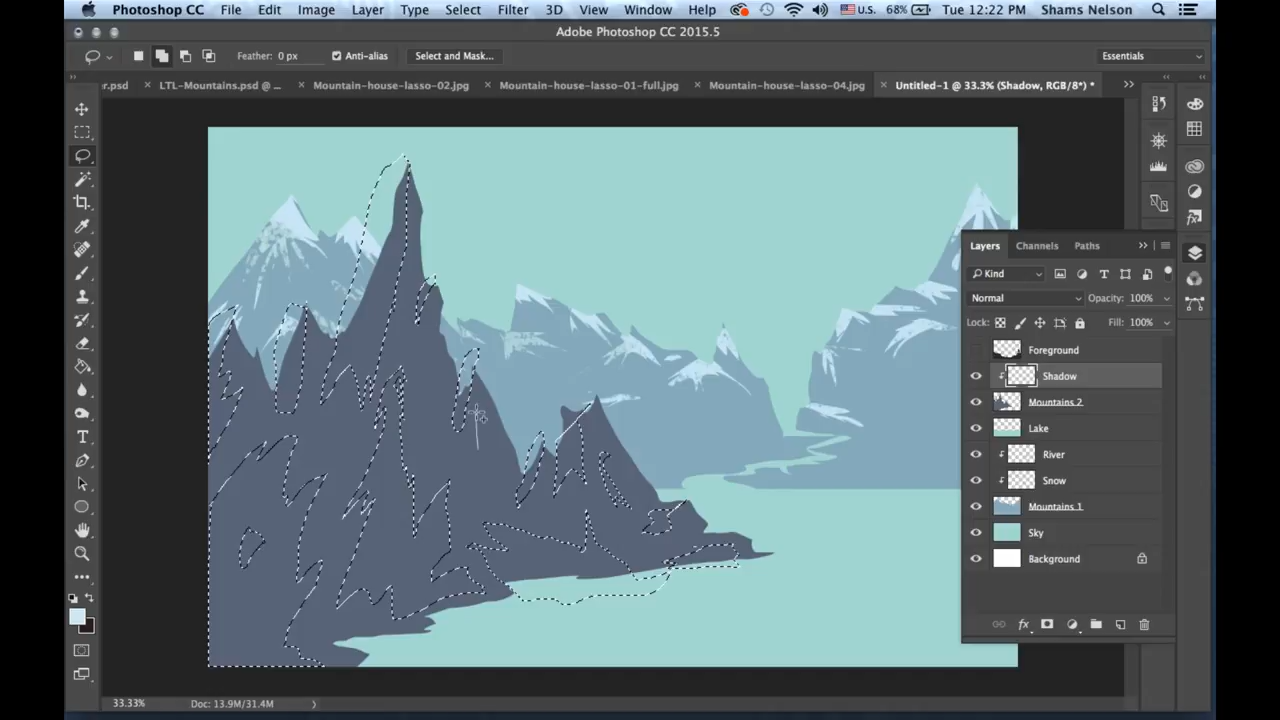 Photoshop CC File Edit Image Layer Type Select Filter 3D View Window Help U.S. 68% Tue 12:22 PM Shams Nelson
Adobe Photoshop CC 2015.5
Feather: 0 px Anti-alias Select and Mask... Essentials
r.psd × LTL-Mountains.psd @ ... × Mountain-house-lasso-02.jpg × Mountain-house-lasso-01-full.jpg × Mountain-house-lasso-04.jpg × Untitled-1 @ 33.3% (Shadow, RGB/8*) *
Layers Channels Paths
Kind
Normal Opacity: 100%
Lock: Fill: 100%
Foreground
Shadow
Mountains 2
Lake
River
Snow
Mountains 1
Sky
Background
fx
33.33% Doc: 13.9M/31.4M